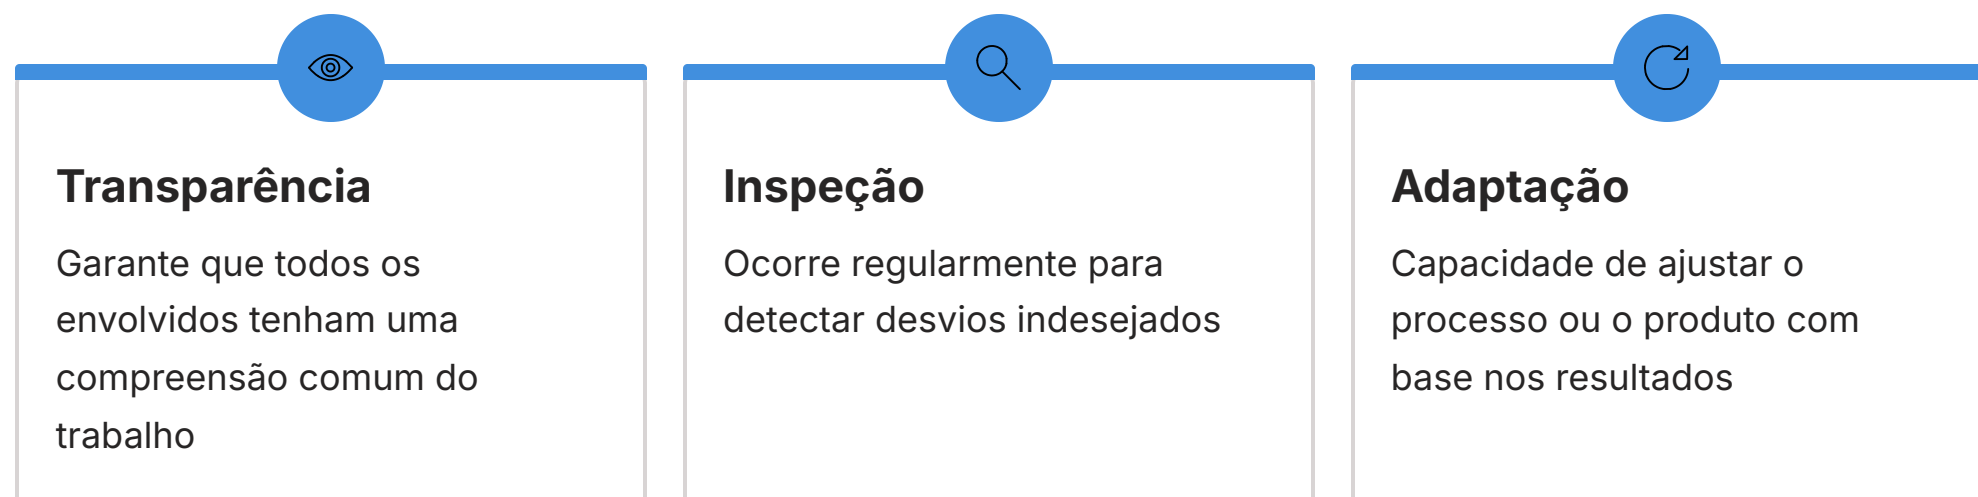 Transparência
Garante que todos os
envolvidos tenham uma
compreensão comum do
trabalho
Inspeção
Ocorre regularmente para
detectar desvios indesejados
Adaptação
Capacidade de ajustar o
processo ou o produto com
base nos resultados